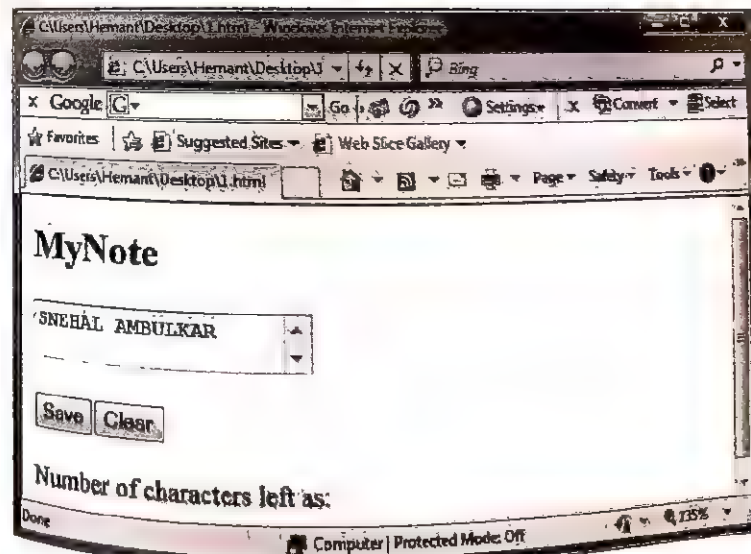 C:\Users\Hemant\Desktop\1.html - Windows Internet Explorer
C:\Users\Hemant\Desktop\1 Bing
x Google G Go » Settings x Convert Select
Favorites Suggested Sites Web Slice Gallery
C:\Users\Hemant\Desktop\1.html Page Safety Tools
MyNote
SNEHAL AMBULKAR
Save Clear
Number of characters left as:
Done Computer | Protected Mode: Off 135%